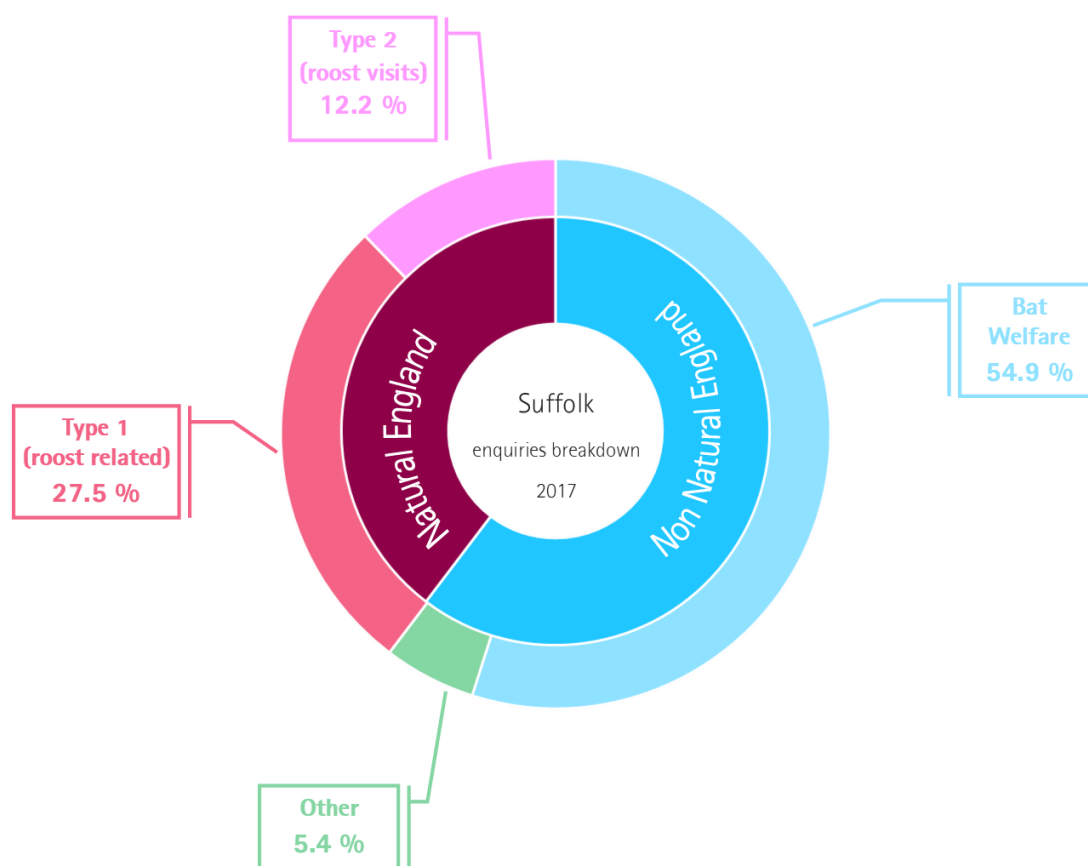 Type 2
(roost visits)
12.2 %
Bat
Welfare
54.9 %
Natural England
Non Natural England
Suffolk
enquiries breakdown
2017
Type 1
(roost related)
27.5 %
Other
5.4 %